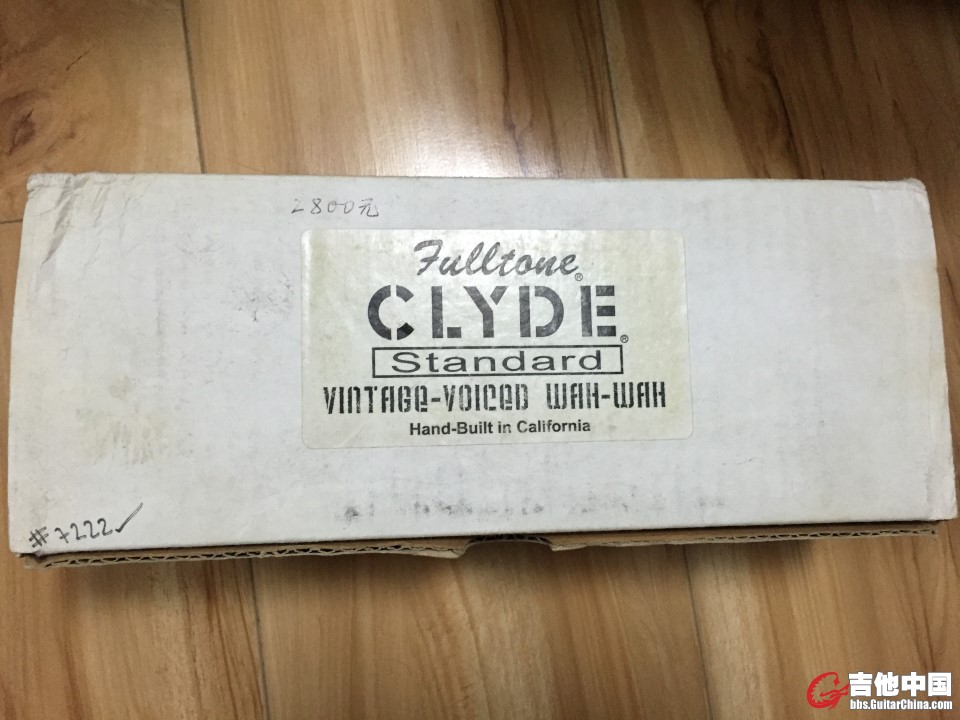 2800元
Fulltone®
CLYDE®
Standard
VINTAGE-VOICED WAH-WAH
Hand-Built in California
#7222✓
吉他中国
bbs.GuitarChina.com